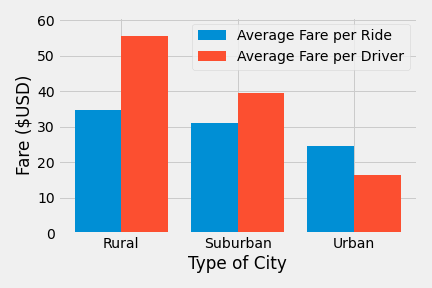 60
50
40
30
20
10
0
Fare ($USD)
Average Fare per Ride
Average Fare per Driver
Rural
Suburban
Urban
Type of City